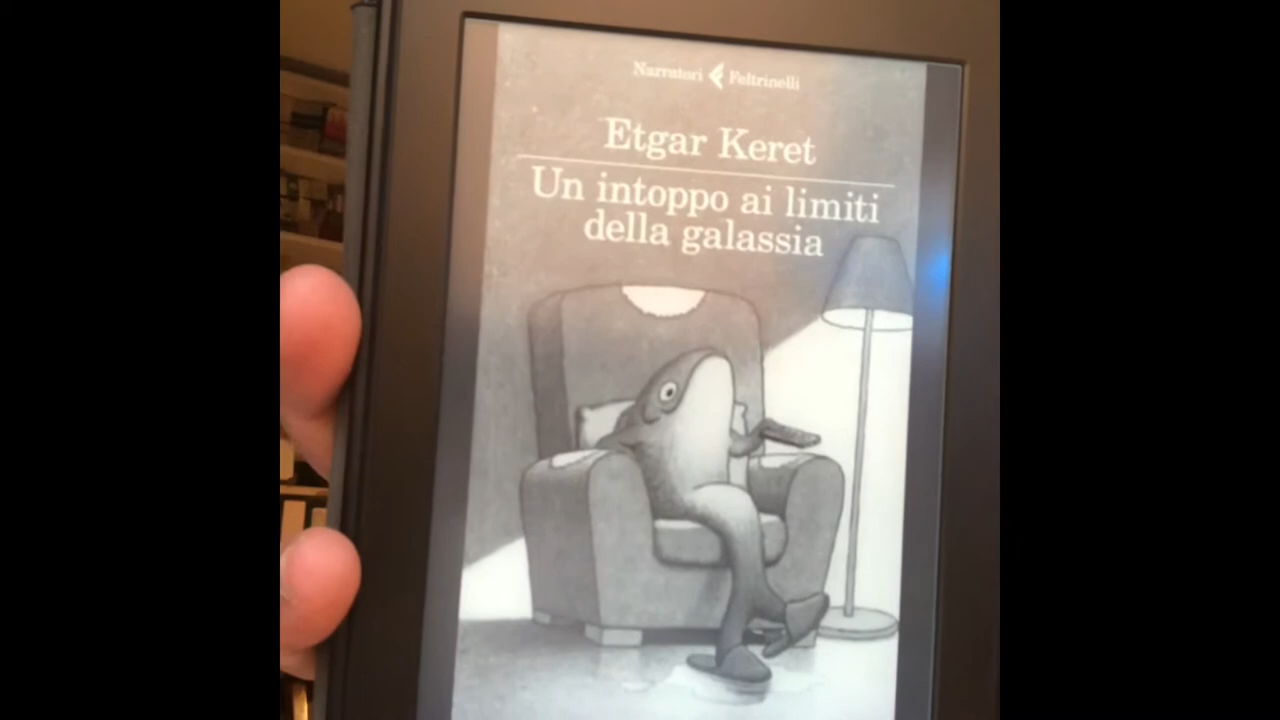 Narratori Feltrinelli
Etgar Keret
Un intoppo ai limiti
della galassia